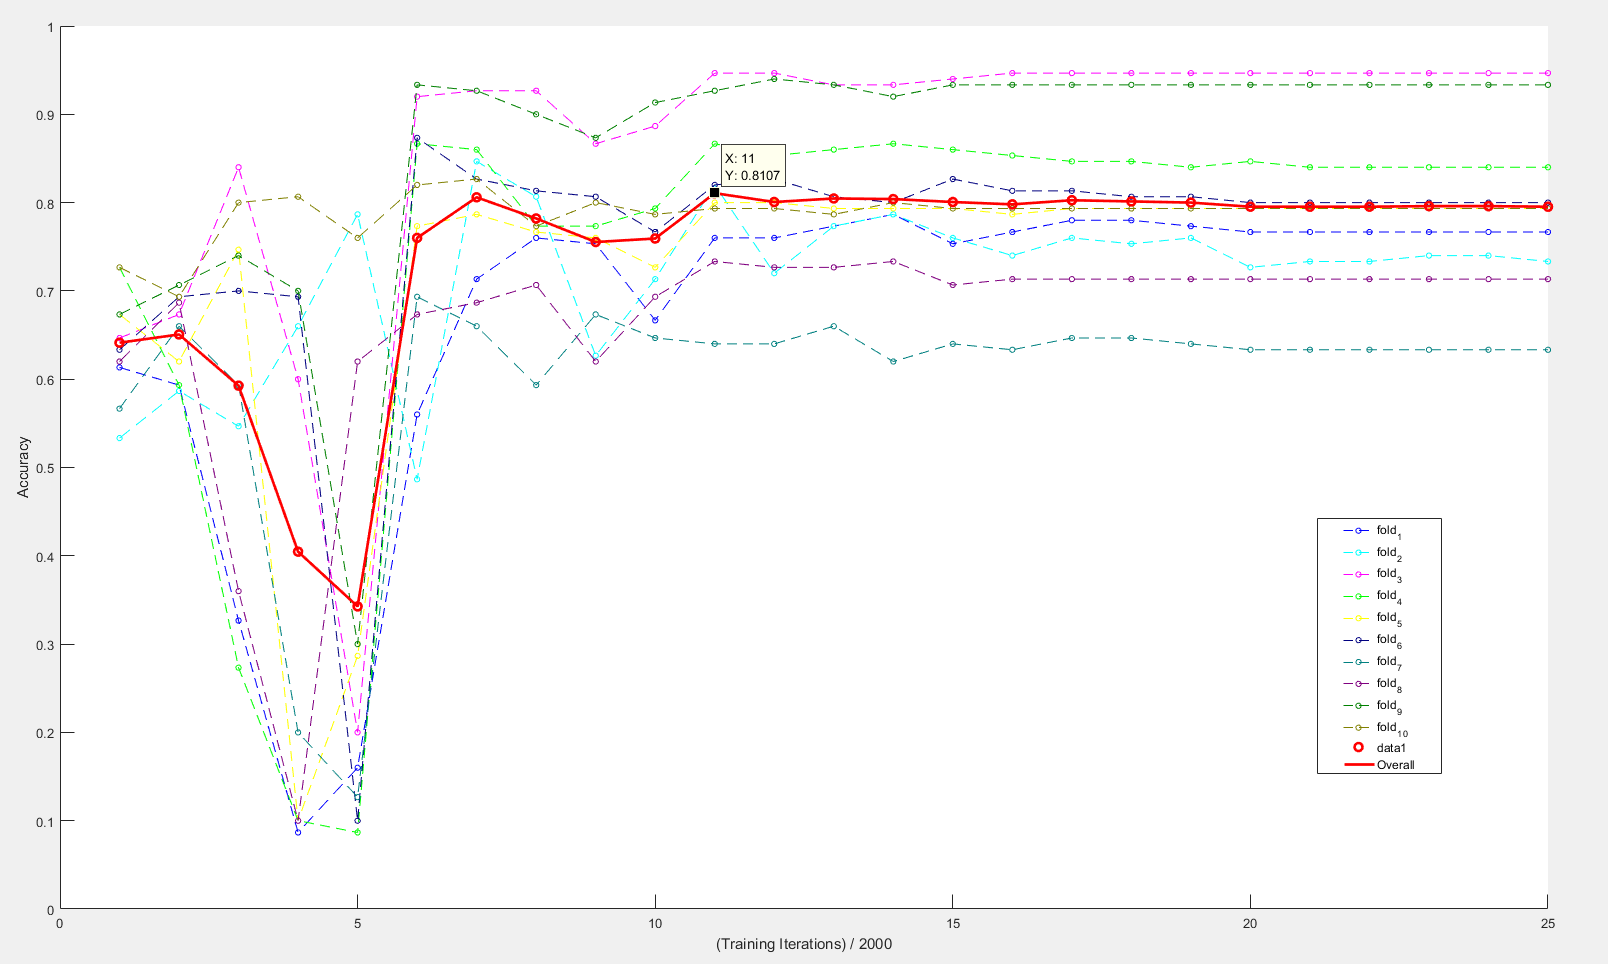 1
0.9
0.8
0.7
0.6
0.5
0.4
0.3
0.2
0.1
0
Accuracy
X: 11
Y: 0.8107
fold1
fold2
fold3
fold4
fold5
fold6
fold7
fold8
fold9
fold10
data1
Overall
0 5 10 15 20 25
(Training Iterations) / 2000